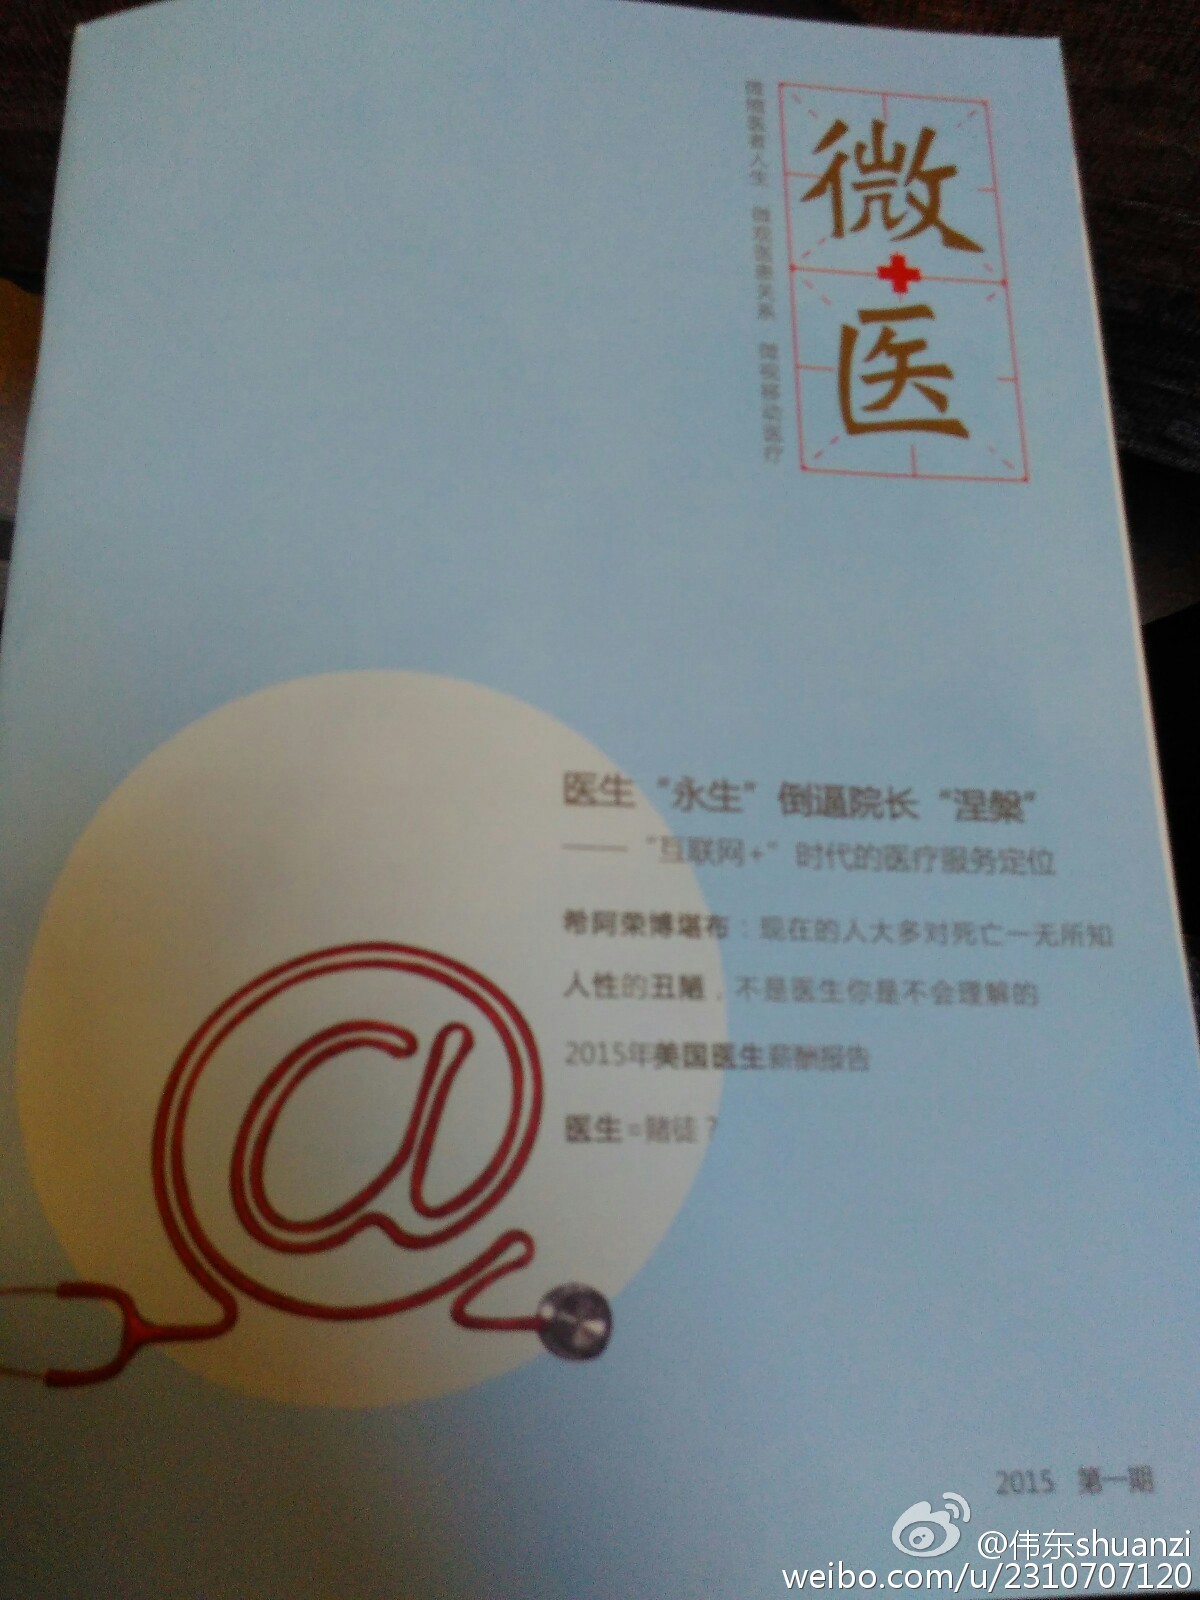 微+医
微熵医者人生 微观医患关系 微视移动医疗
医生“永生”倒逼院长“涅槃”
——“互联网+”时代的医疗服务定位
希阿荣博堪布：现在的人大多对死亡一无所知
人性的丑陋，不是医生你是不会理解的
2015年美国医生薪酬报告
医生=赌徒？
2015 第一期
@伟东shuanzi
weibo.com/u/2310707120